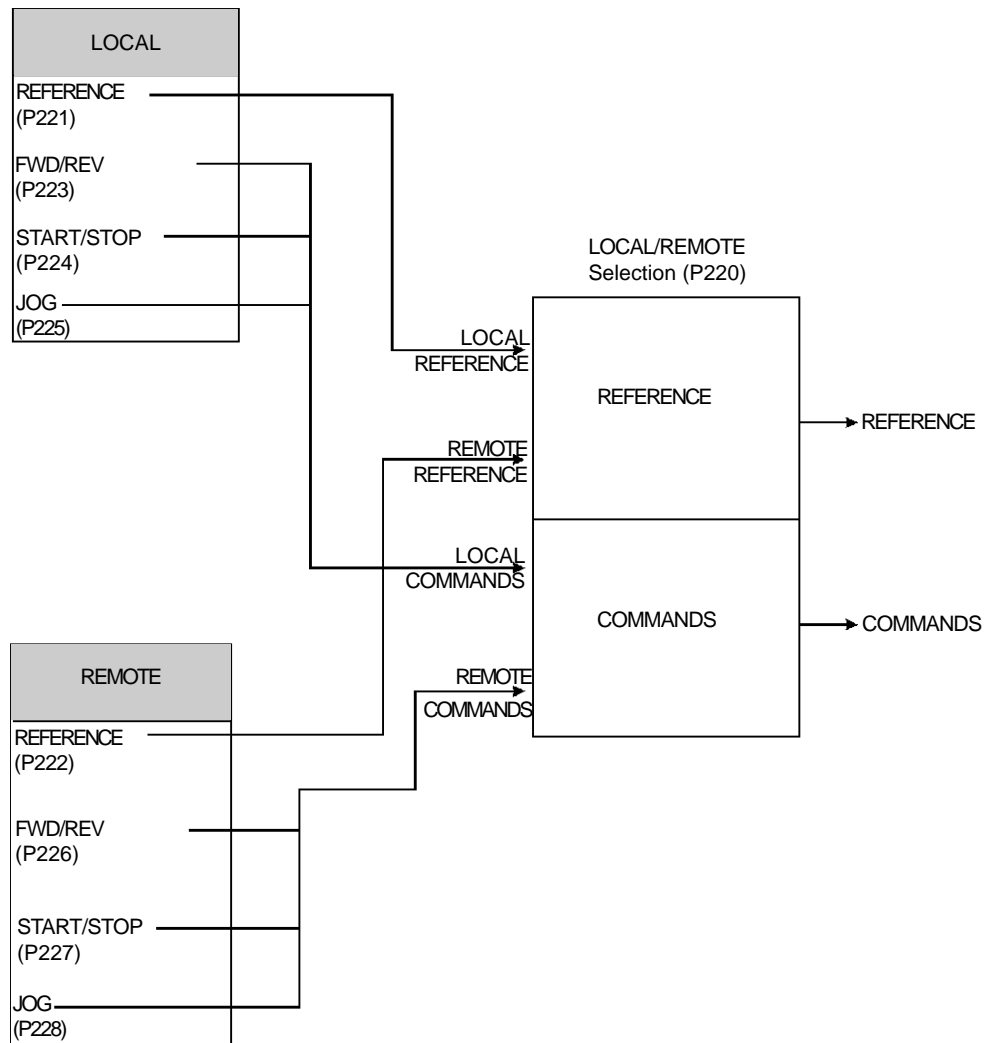 LOCAL
REFERENCE
(P221)
FWD/REV
(P223)
START/STOP
(P224)
JOG
(P225)
LOCAL/REMOTE
Selection (P220)
LOCAL
REFERENCE
REFERENCE
REFERENCE
REMOTE
REFERENCE
LOCAL
COMMANDS
COMMANDS
COMMANDS
REMOTE
COMMANDS
REMOTE
REFERENCE
(P222)
FWD/REV
(P226)
START/STOP
(P227)
JOG
(P228)